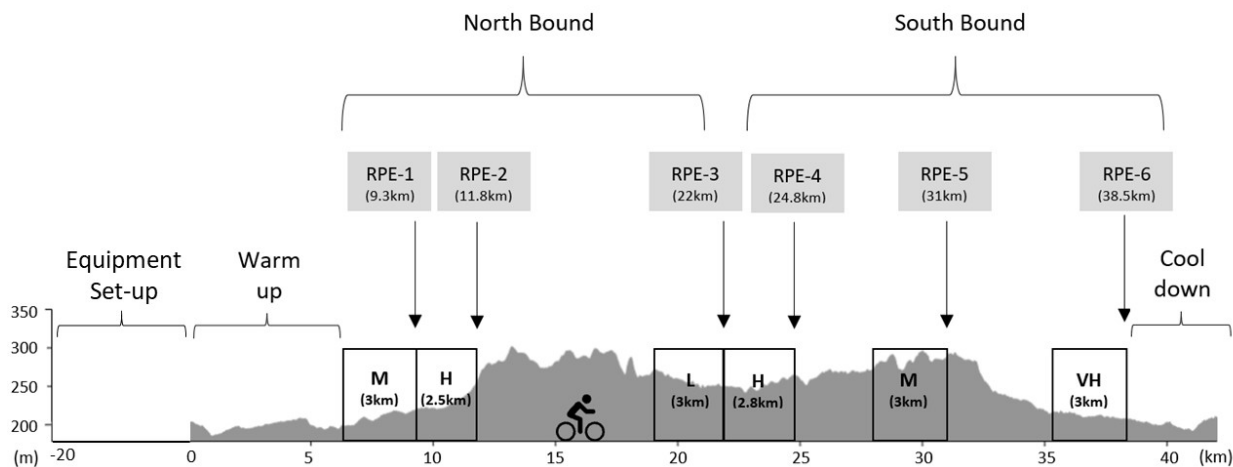 North Bound
South Bound
RPE-1
(9.3km)
RPE-2
(11.8km)
RPE-3
(22km)
RPE-4
(24.8km)
RPE-5
(31km)
RPE-6
(38.5km)
Equipment
Set-up
Warm
up
Cool
down
350
300
250
200
(m)
M
(3km)
H
(2.5km)
L
(3km)
H
(2.8km)
M
(3km)
VH
(3km)
-20
0
5
10
15
20
25
30
35
40
(km)